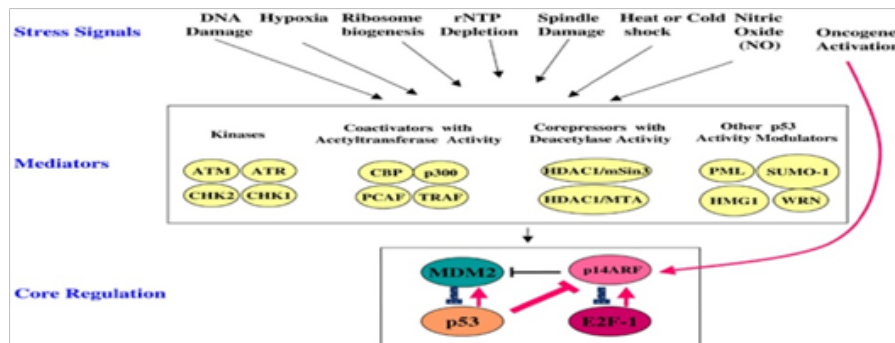 Stress Signals
DNA Damage
Hypoxia
Ribosome biogenesis
rNTP Depletion
Spindle Damage
Heat or Cold shock
Nitric Oxide (NO)
Oncogene Activation
Mediators
Kinases
ATM ATR
CHK2 CHK1
Coactivators with
Acetyltransferase Activity
CBP p300
PCAF TRAF
Corepressors with
Deacetylase Activity
HDAC1/mSin3
HDAC1/MTA
Other p53
Activity Modulators
PML SUMO-1
HMG1 WRN
Core Regulation
MDM2 p14ARF
p53 E2F-1